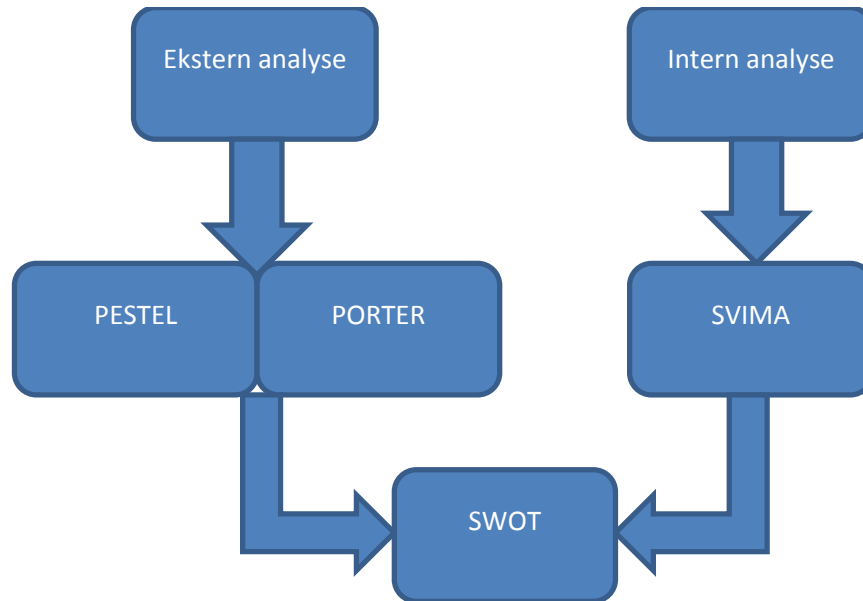 Ekstern analyse
Intern analyse
PESTEL
PORTER
SVIMA
SWOT